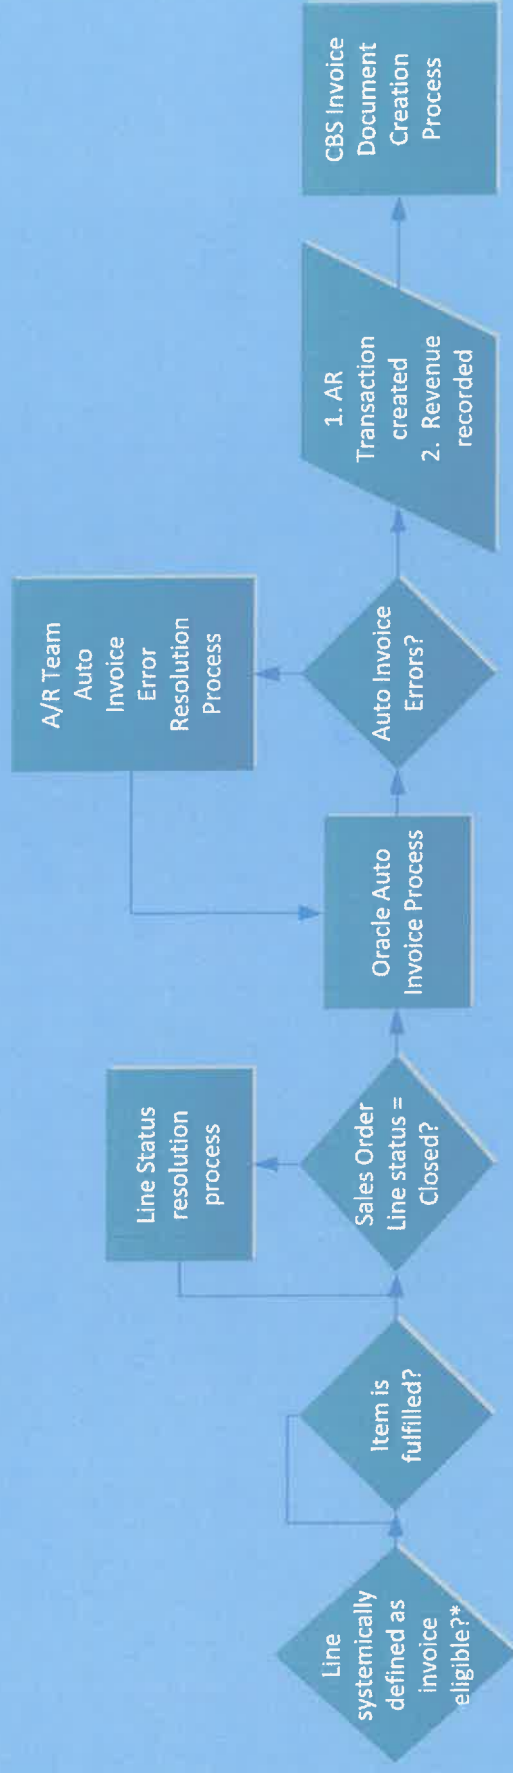 Line
systemically
defined as
invoice
eligible?*
Item is
fulfilled?
Line Status
resolution
process
Sales Order
Line status =
Closed?
Oracle Auto
Invoice Process
A/R Team
Auto
Invoice
Error
Resolution
Process
Auto Invoice
Errors?
1. AR
Transaction
created
2. Revenue
recorded
CBS Invoice
Document
Creation
Process